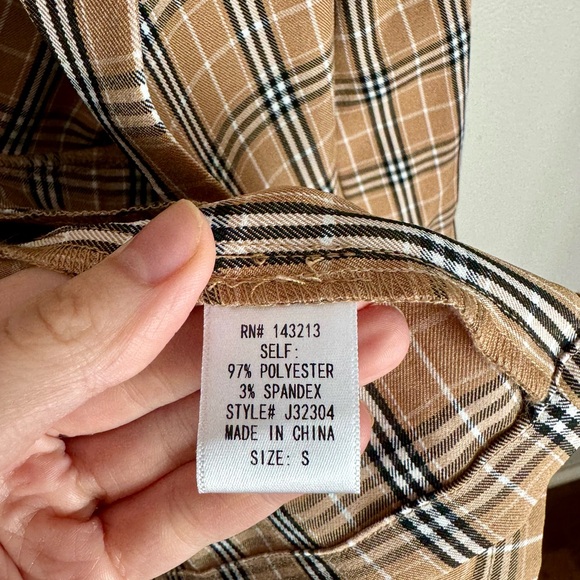 RN# 143213
SELF:
97% POLYESTER
3% SPANDEX
STYLE# J32304
MADE IN CHINA
SIZE: S